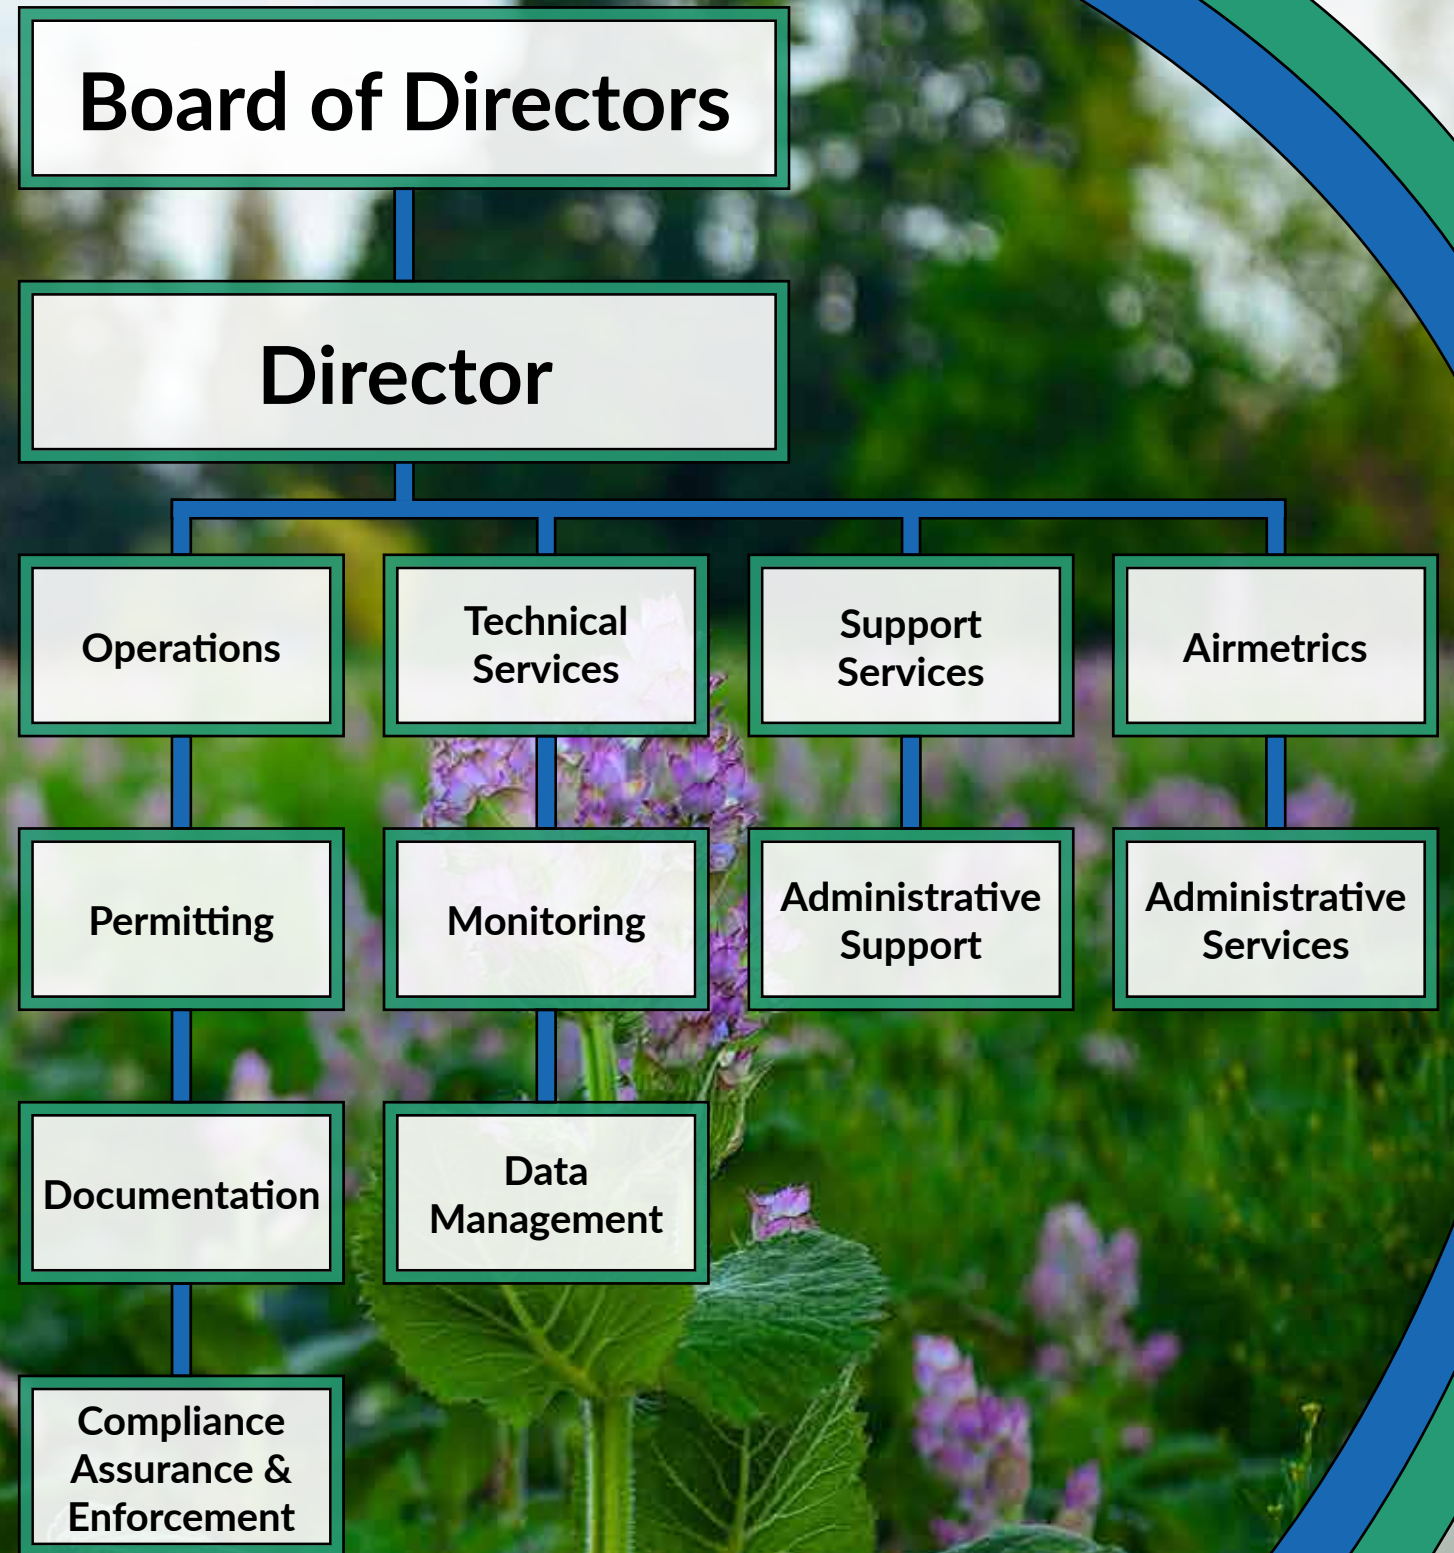 Board of Directors
Director
Operations
Technical
Services
Support
Services
Airmetrics
Permitting
Monitoring
Administrative
Support
Administrative
Services
Documentation
Data
Management
Compliance
Assurance &
Enforcement